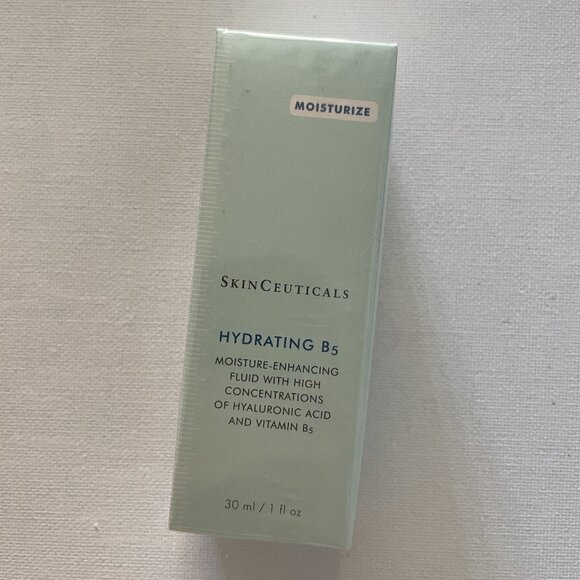 MOISTURIZE
SKINCEUTICALS
HYDRATING B5
MOISTURE-ENHANCING
FLUID WITH HIGH
CONCENTRATIONS
OF HYALURONIC ACID
AND VITAMIN B5
30 ml / 1 fl oz